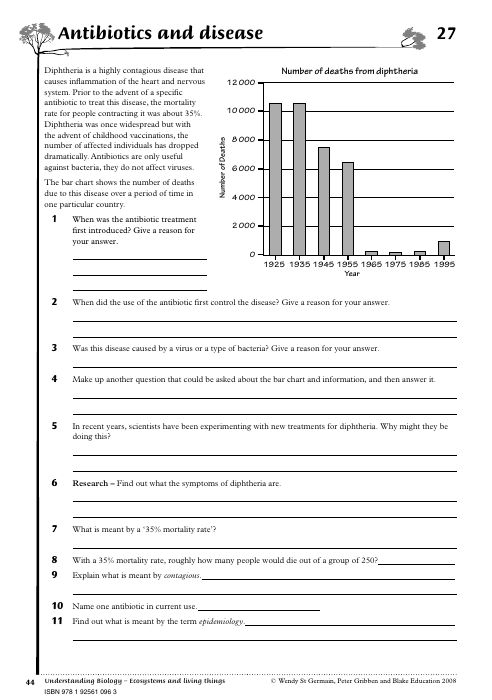 Antibiotics and disease
27
Diphtheria is a highly contagious disease that
causes inflammation of the heart and nervous
system. Prior to the advent of a specific
antibiotic to treat this disease, the mortality
rate for people contracting it was about 35%.
Diphtheria was once widespread but with
the advent of childhood vaccinations, the
number of affected individuals has dropped
dramatically. Antibiotics are only useful
against bacteria, they do not affect viruses.
The bar chart shows the number of deaths
due to this disease over a period of time in
one particular country.
Number of deaths from diphtheria
Number of Deaths
12 000
10 000
8 000
6 000
4 000
2 000
0
1925 1935 1945 1955 1965 1975 1985 1995
Year
1 When was the antibiotic treatment
first introduced? Give a reason for
your answer.
2 When did the use of the antibiotic first control the disease? Give a reason for your answer.
3 Was this disease caused by a virus or a type of bacteria? Give a reason for your answer.
4 Make up another question that could be asked about the bar chart and information, and then answer it.
5 In recent years, scientists have been experimenting with new treatments for diphtheria. Why might they be
doing this?
6 Research – Find out what the symptoms of diphtheria are.
7 What is meant by a ‘35% mortality rate’?
8 With a 35% mortality rate, roughly how many people would die out of a group of 250?
9 Explain what is meant by contagious.
10 Name one antibiotic in current use.
11 Find out what is meant by the term epidemiology.
44 Understanding Biology – Ecosystems and living things © Wendy St Germain, Peter Gribben and Blake Education 2008
ISBN 978 1 92561 096 3